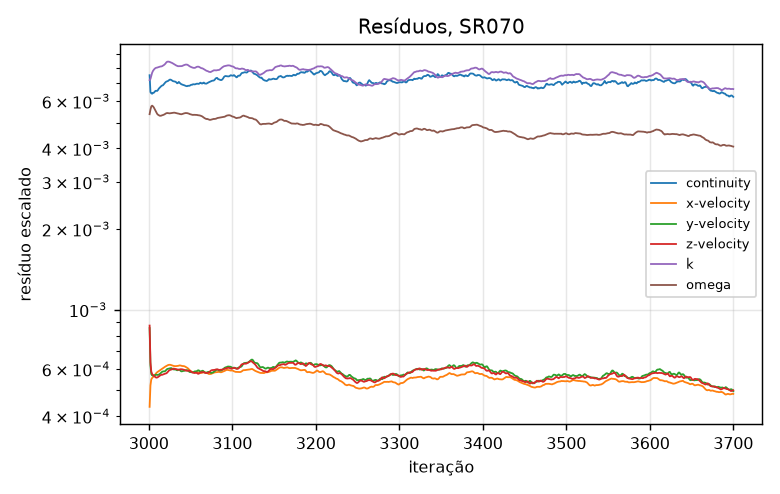 Resíduos, SR070
resíduo escalado
6 × 10⁻³
4 × 10⁻³
3 × 10⁻³
2 × 10⁻³
10⁻³
6 × 10⁻⁴
4 × 10⁻⁴
continuity
x-velocity
y-velocity
z-velocity
k
omega
3000 3100 3200 3300 3400 3500 3600 3700
iteração